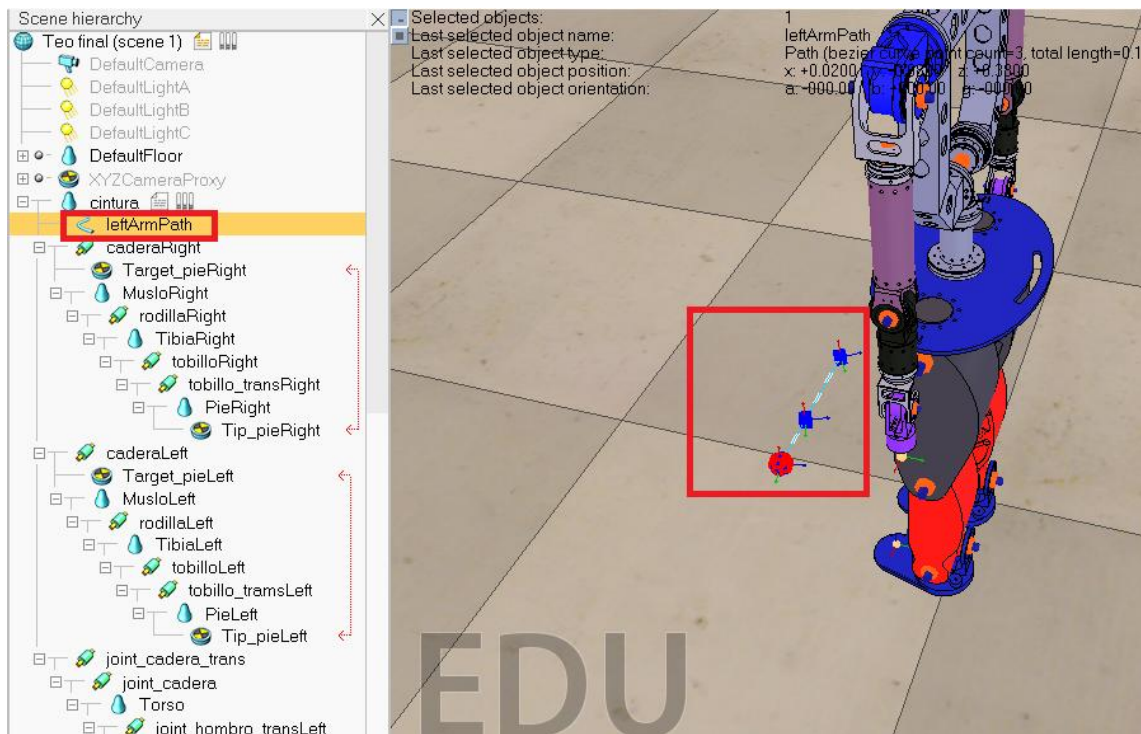 Scene hierarchy
Teo final (scene 1)
DefaultCamera
DefaultLightA
DefaultLightB
DefaultLightC
DefaultFloor
XYZCameraProxy
cintura
leftArmPath
caderaRight
Target_pieRight
MusloRight
rodillaRight
TibiaRight
tobilloRight
tobillo_transRight
PieRight
Tip_pieRight
caderaLeft
Target_pieLeft
MusloLeft
rodillaLeft
TibiaLeft
tobilloLeft
tobillo_tramsLeft
PieLeft
Tip_pieLeft
joint_cadera_trans
joint_cadera
Torso
joint_hombro_transLeft
Selected objects: 1
Last selected object name: leftArmPath
Last selected object type: Path (bezier curve point count=3, total length=0.1
Last selected object position: x: +0.0200 z: +0.3800
Last selected object orientation: a: -000.00 b: g:
EDU